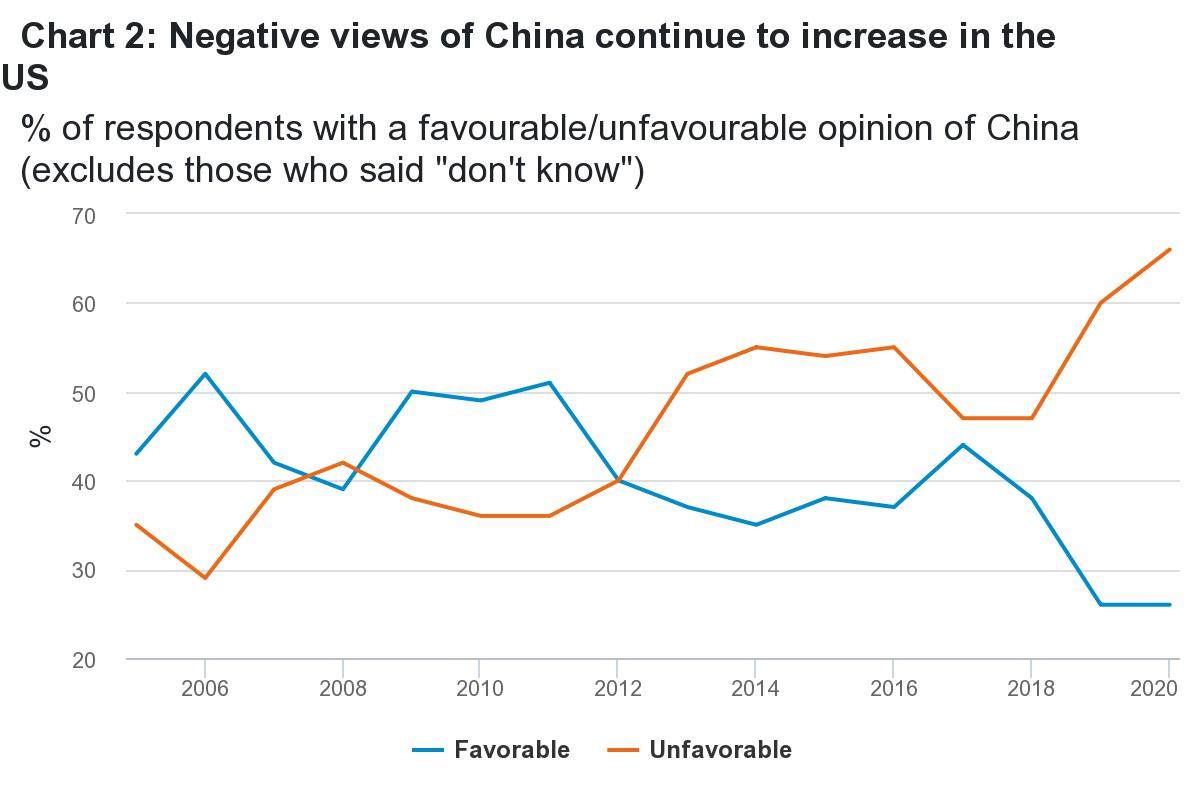 Chart 2: Negative views of China continue to increase in the
US
% of respondents with a favourable/unfavourable opinion of China
(excludes those who said "don't know")
70
60
50
40
30
20
%
2006 2008 2010 2012 2014 2016 2018 2020
Favorable Unfavorable